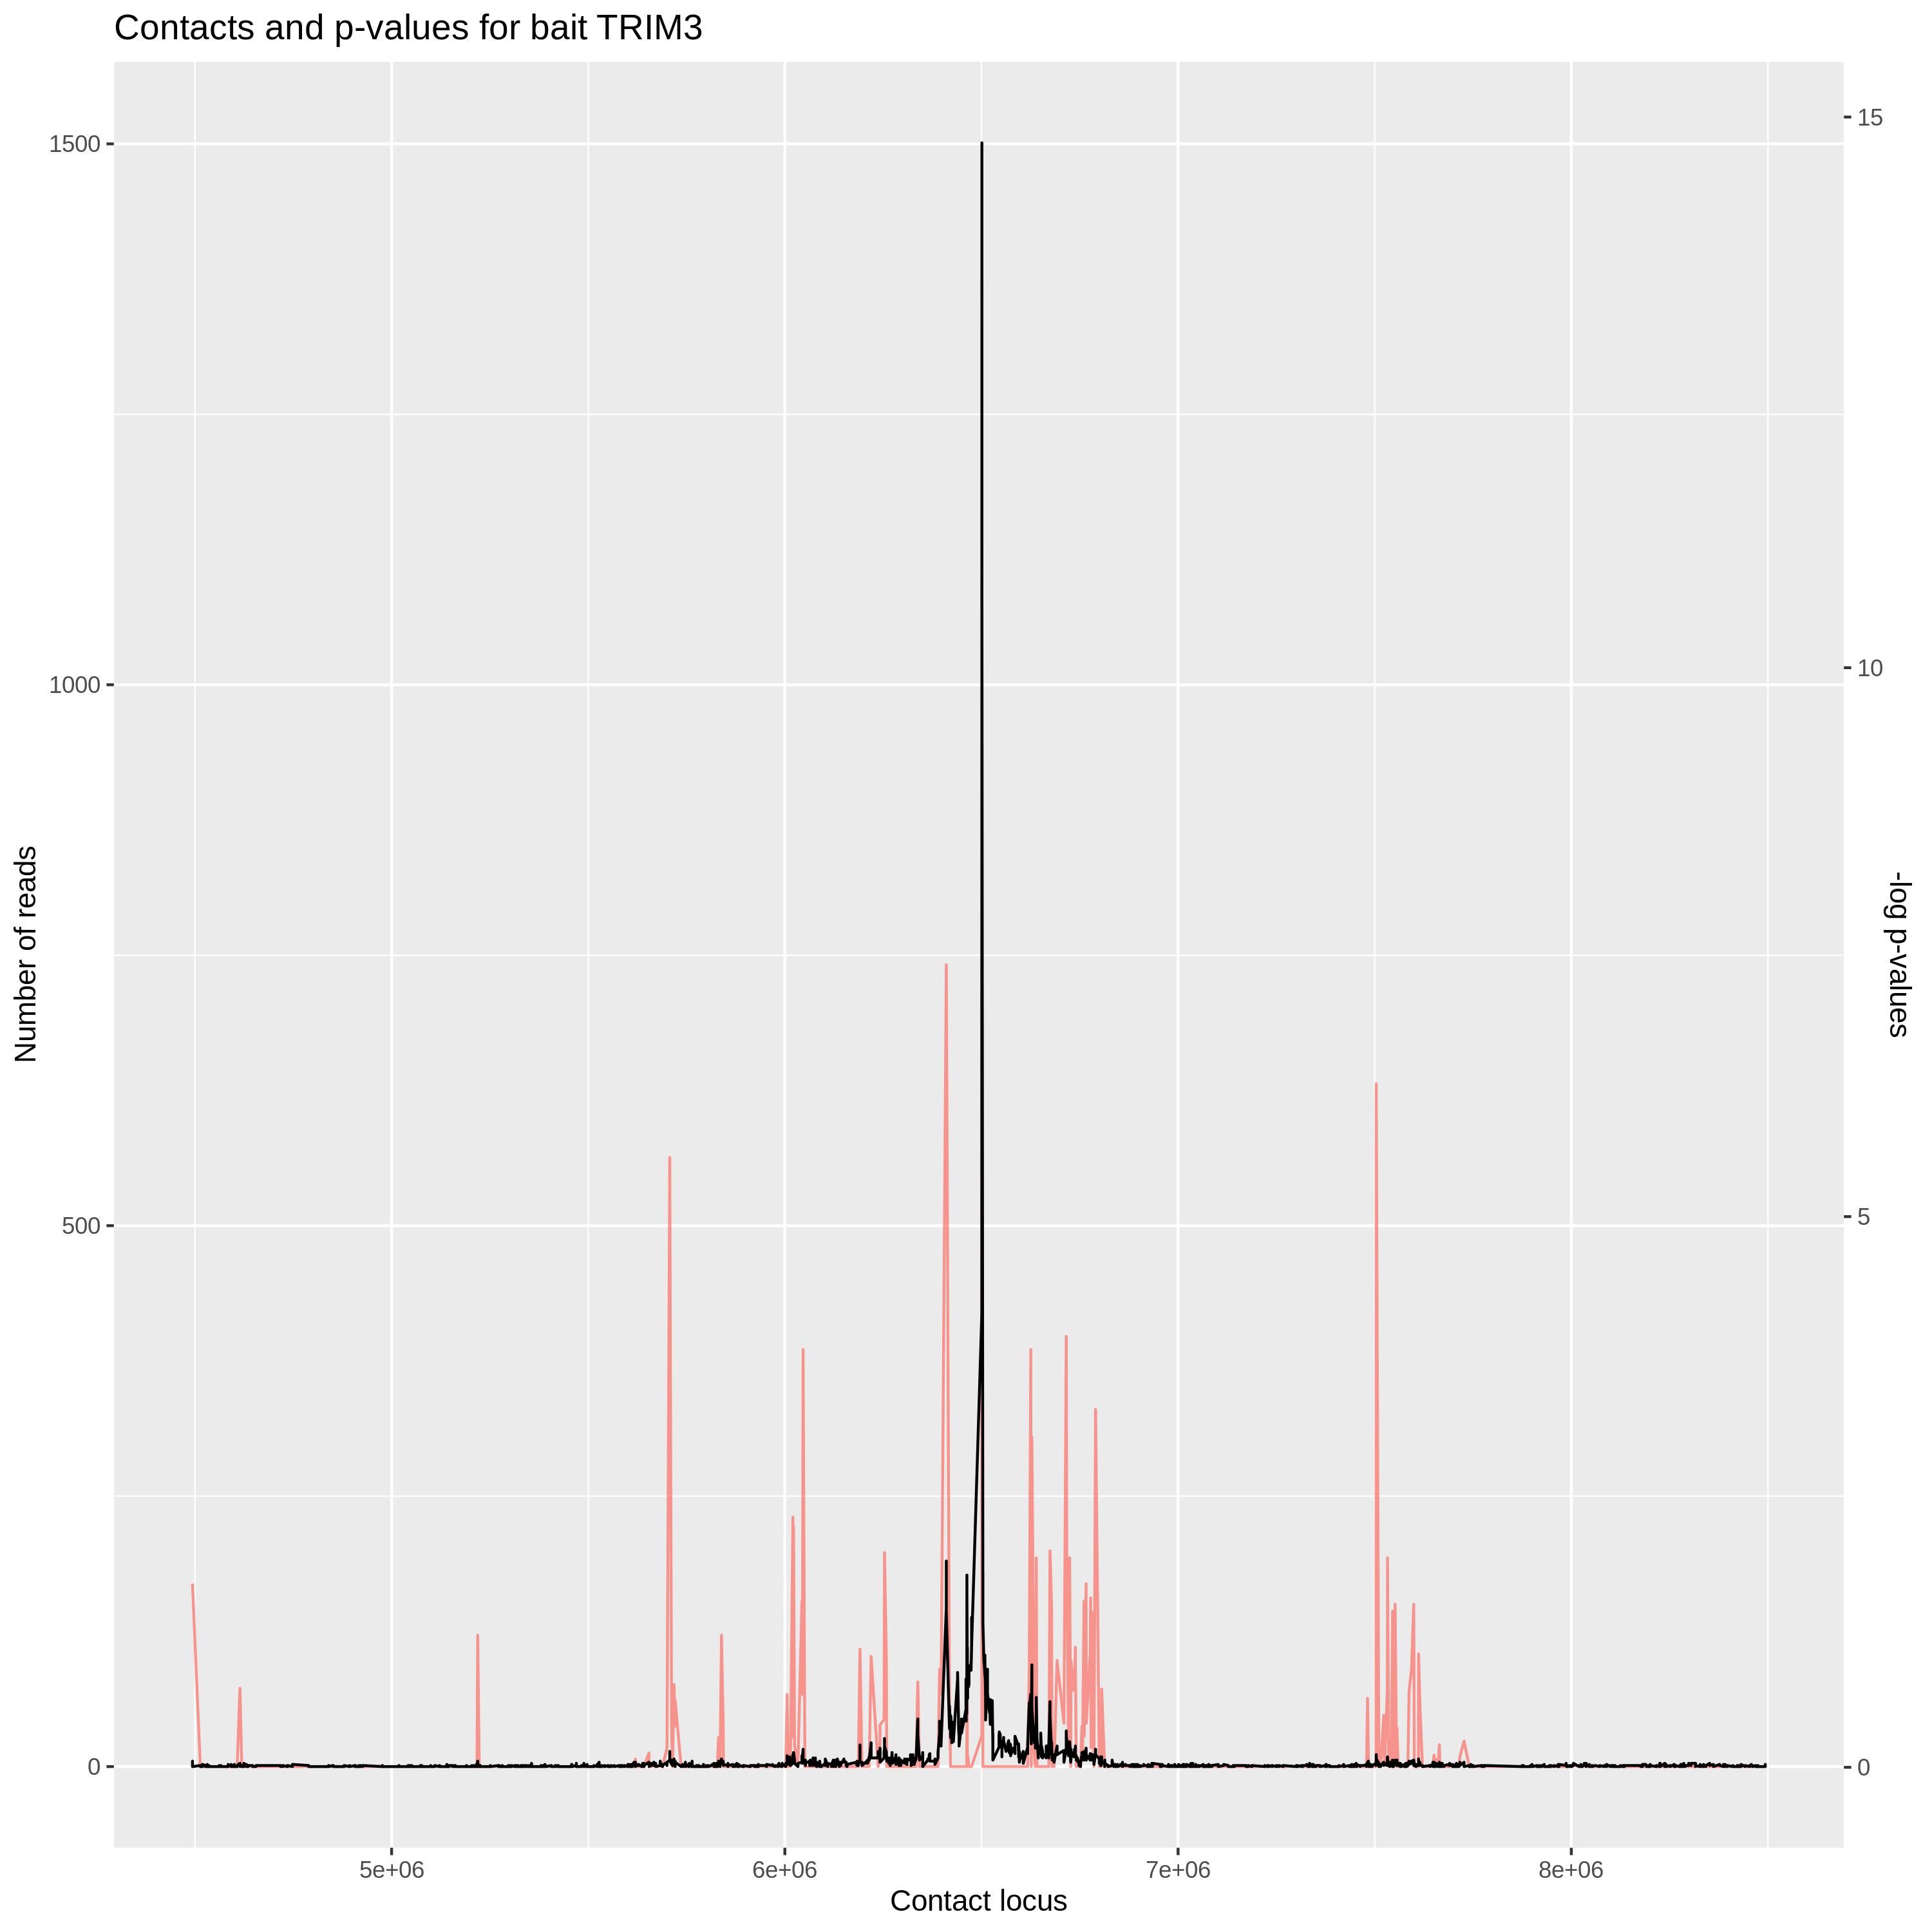 Contacts and p-values for bait TRIM3
1500
1000
500
0
Number of reads
15
10
5
0
-log p-values
5e+06
6e+06
7e+06
8e+06
Contact locus